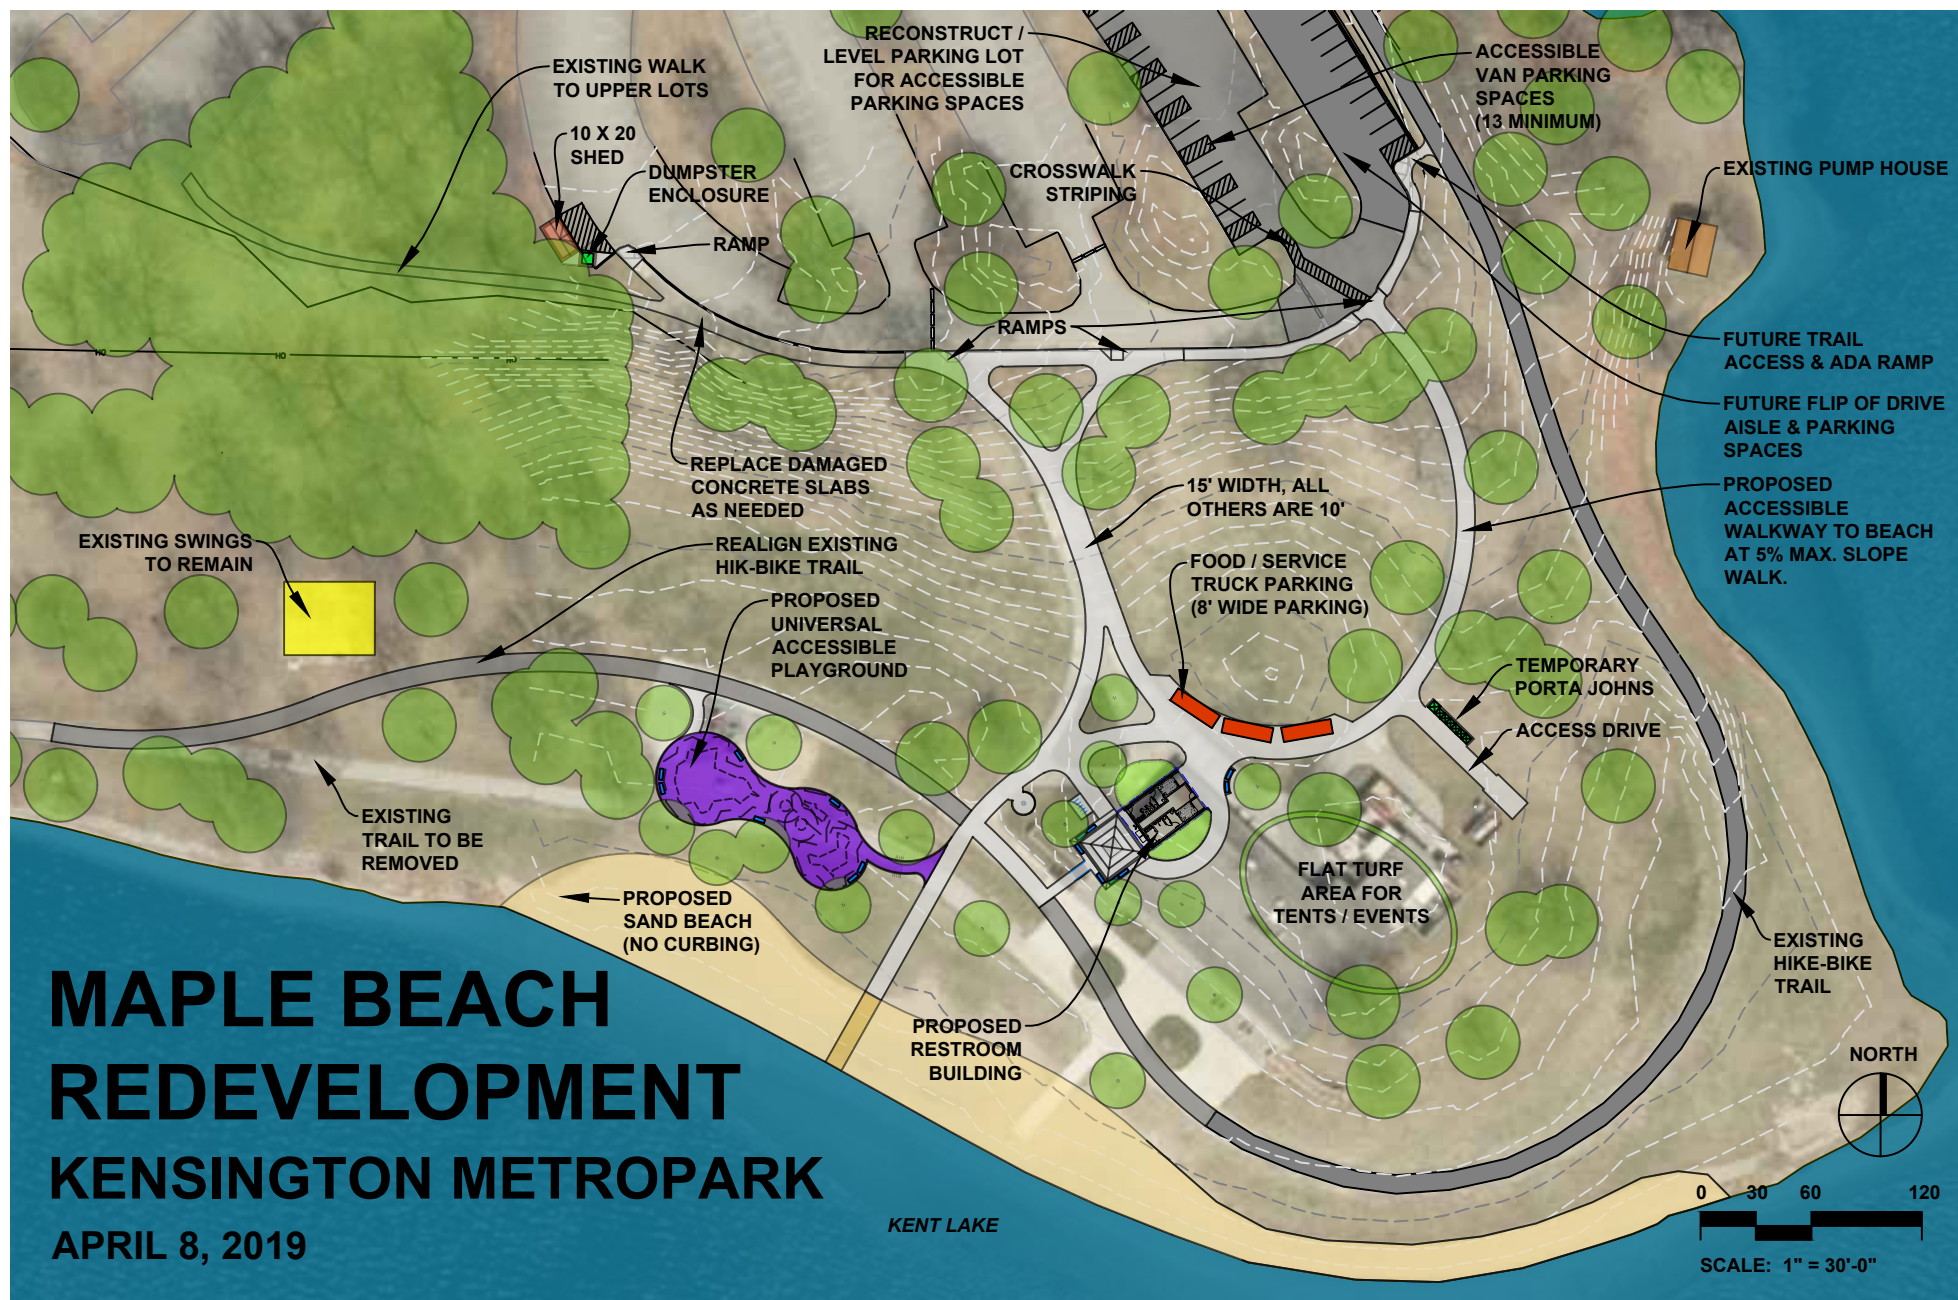 RECONSTRUCT /
LEVEL PARKING LOT
FOR ACCESSIBLE
PARKING SPACES
EXISTING WALK
TO UPPER LOTS
ACCESSIBLE
VAN PARKING
SPACES
(13 MINIMUM)
10 X 20
SHED
DUMPSTER
ENCLOSURE
CROSSWALK
STRIPING
EXISTING PUMP HOUSE
RAMP
RAMPS
FUTURE TRAIL
ACCESS & ADA RAMP
OH
OH
FUTURE FLIP OF DRIVE
AISLE & PARKING
SPACES
REPLACE DAMAGED
CONCRETE SLABS
AS NEEDED
15' WIDTH, ALL
OTHERS ARE 10'
PROPOSED
ACCESSIBLE
WALKWAY TO BEACH
AT 5% MAX. SLOPE
WALK.
EXISTING SWINGS
TO REMAIN
REALIGN EXISTING
HIK-BIKE TRAIL
FOOD / SERVICE
TRUCK PARKING
(8' WIDE PARKING)
PROPOSED
UNIVERSAL
ACCESSIBLE
PLAYGROUND
TEMPORARY
PORTA JOHNS
ACCESS DRIVE
EXISTING
TRAIL TO BE
REMOVED
FLAT TURF
AREA FOR
TENTS / EVENTS
PROPOSED
SAND BEACH
(NO CURBING)
EXISTING
HIKE-BIKE
TRAIL
PROPOSED
RESTROOM
BUILDING
MAPLE BEACH
REDEVELOPMENT
KENSINGTON METROPARK
APRIL 8, 2019
KENT LAKE
NORTH
0 30 60 120
SCALE: 1" = 30'-0"